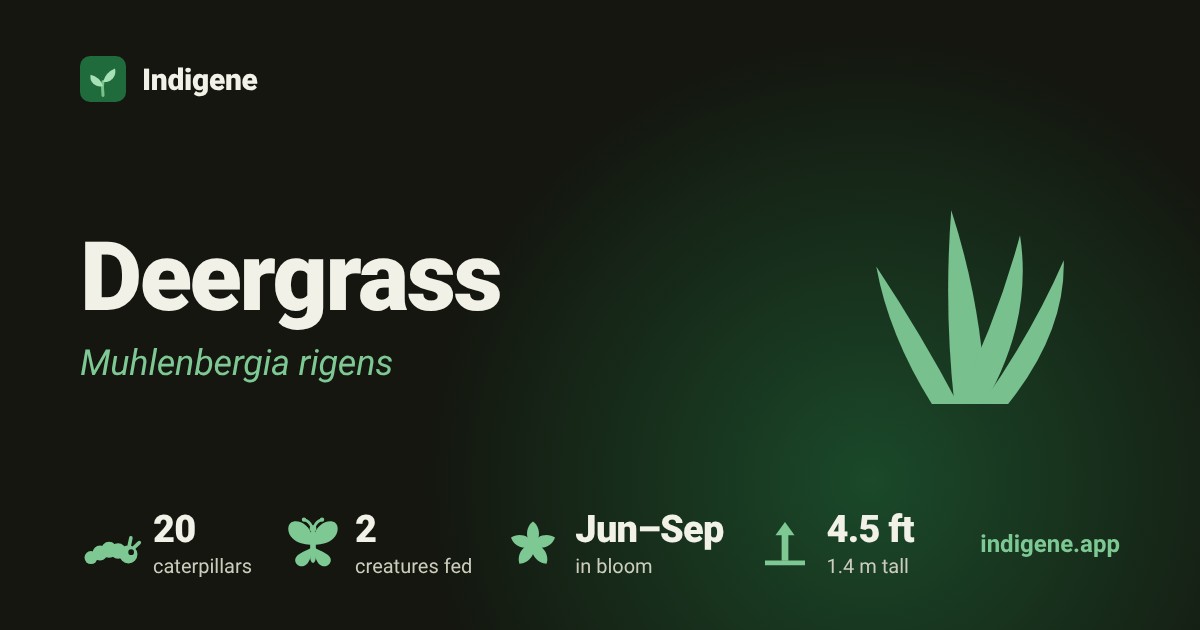 Indigene
Deergrass
Muhlenbergia rigens
20
caterpillars
2
creatures fed
Jun–Sep
in bloom
4.5 ft
1.4 m tall
indigene.app